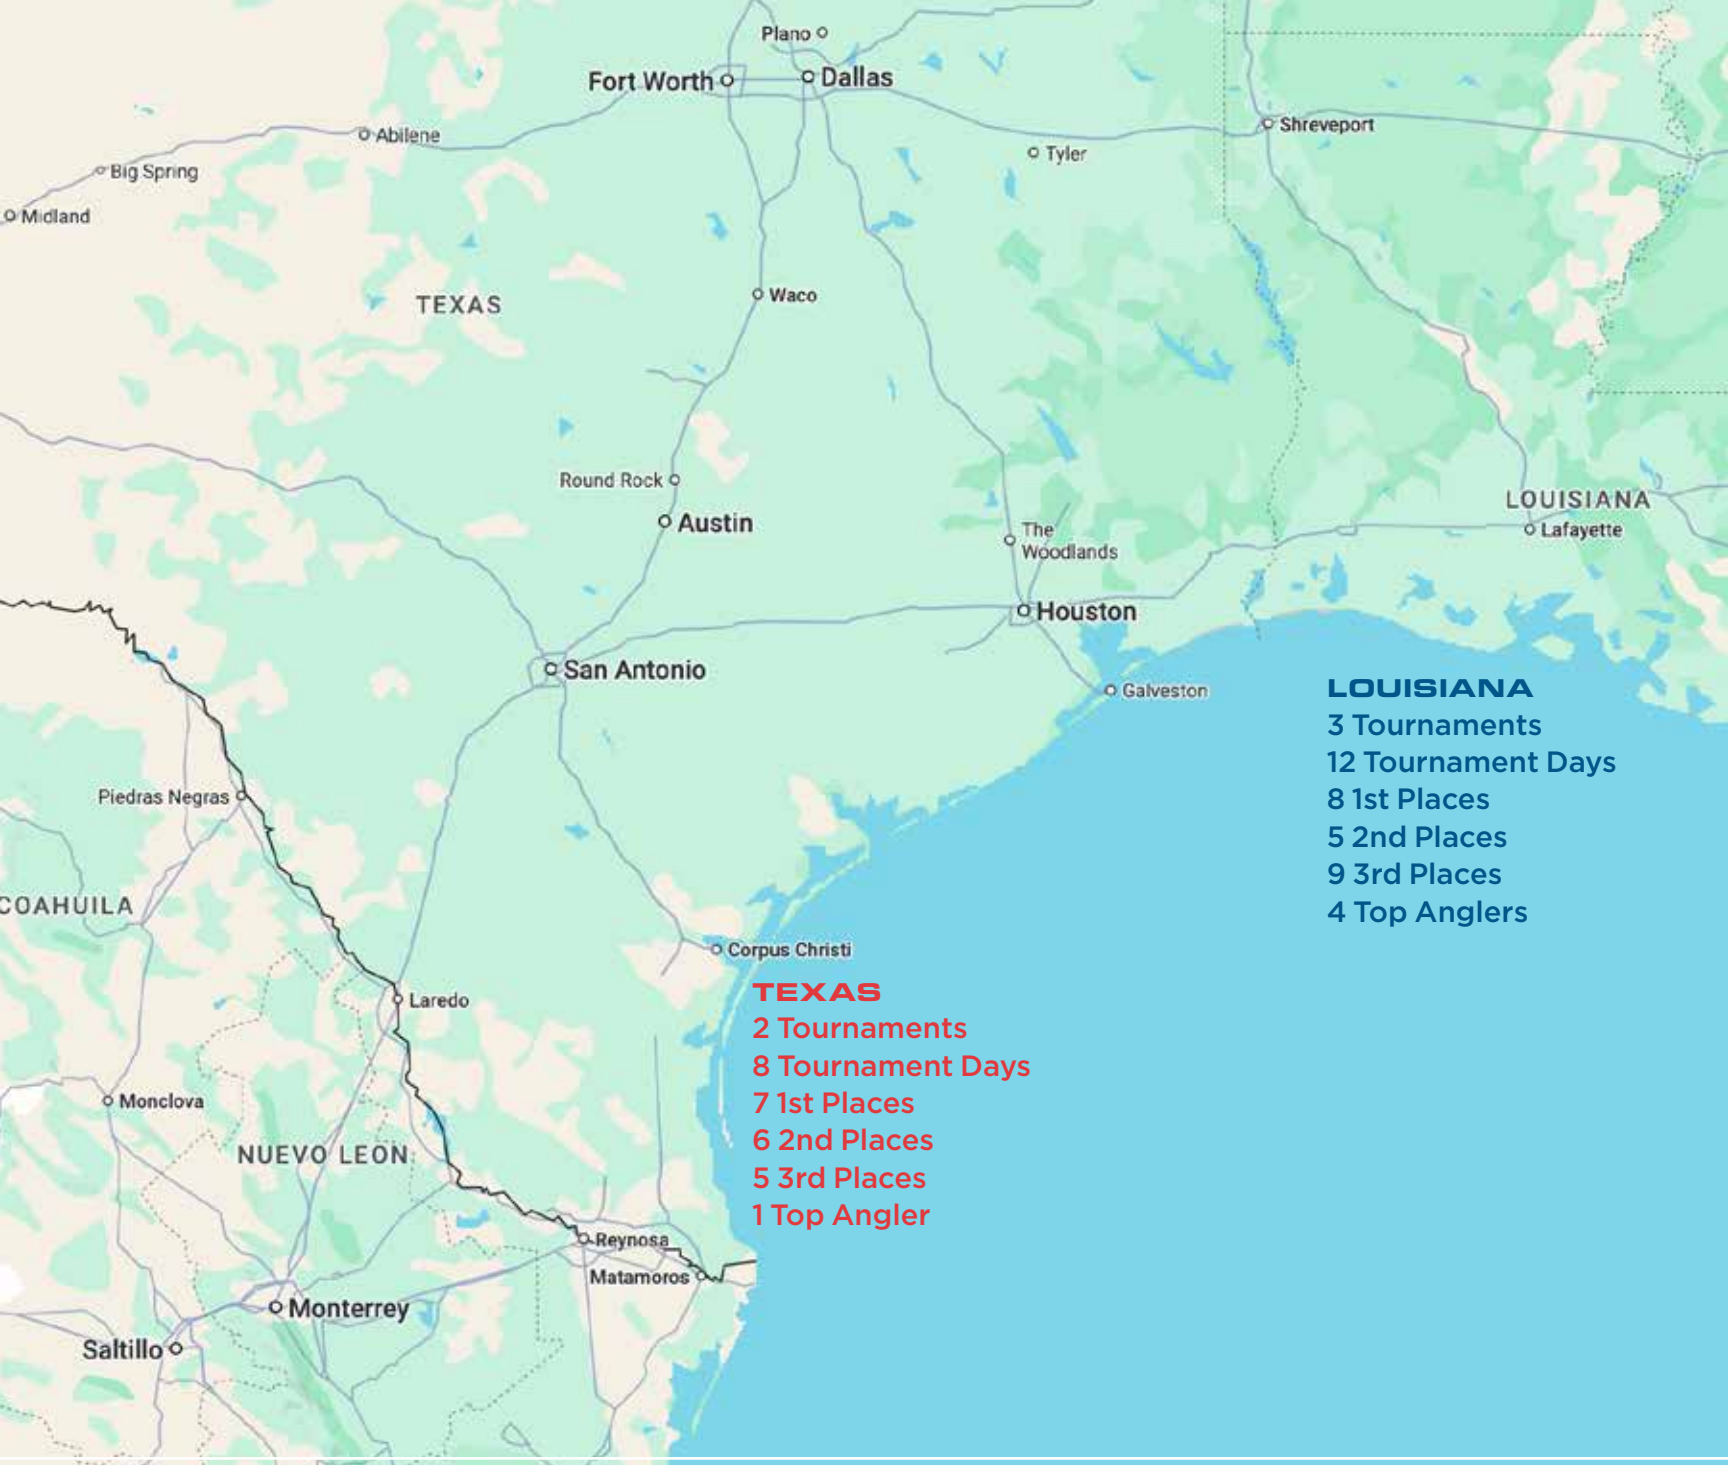 Plano
Fort Worth
Dallas
Abilene
Shreveport
Tyler
Big Spring
Midland
TEXAS
Waco
Round Rock
LOUISIANA
Austin
Lafayette
The
Woodlands
Houston
San Antonio
Galveston
LOUISIANA
3 Tournaments
12 Tournament Days
8 1st Places
5 2nd Places
9 3rd Places
4 Top Anglers
Piedras Negras
COAHUILA
Corpus Christi
Laredo
TEXAS
2 Tournaments
8 Tournament Days
7 1st Places
6 2nd Places
5 3rd Places
1 Top Angler
Monclova
NUEVO LEON
Reynosa
Matamoros
Monterrey
Saltillo